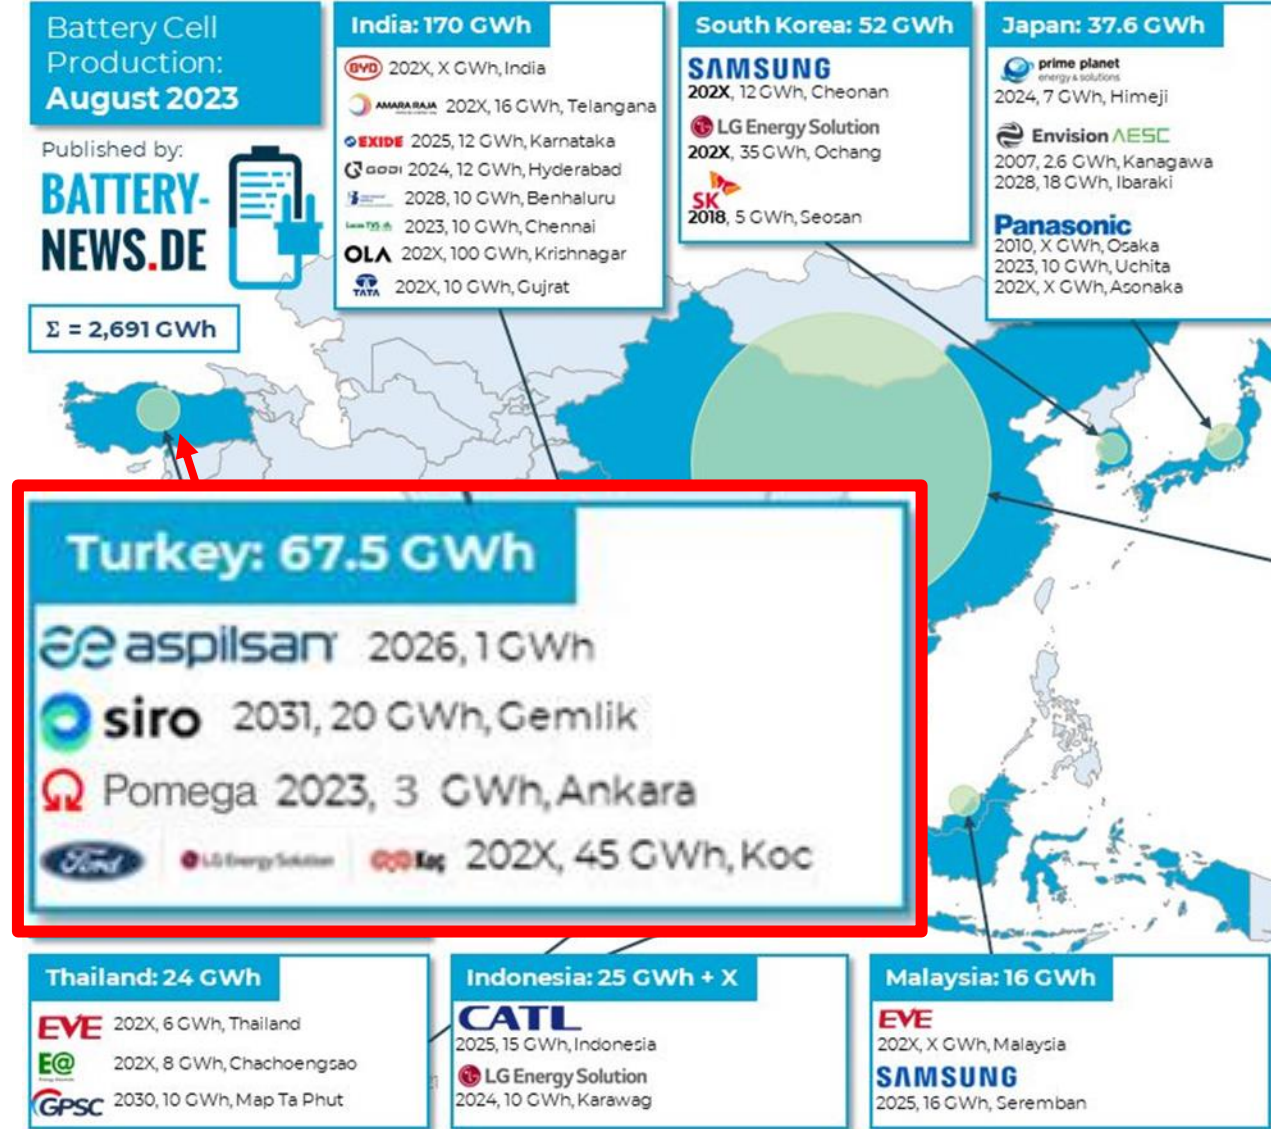 Battery Cell
Production:
August 2023
Published by:
BATTERY-
NEWS.DE
Σ = 2,691 GWh
India: 170 GWh
BYD 202X, X GWh, India
AMARA RAJA 202X, 16 GWh, Telangana
EXIDE 2025, 12 GWh, Karnataka
GODI 2024, 12 GWh, Hyderabad
2028, 10 GWh, Benhaluru
Lucas TVS 2023, 10 GWh, Chennai
OLA 202X, 100 GWh, Krishnagar
TATA 202X, 10 GWh, Gujrat
South Korea: 52 GWh
SAMSUNG
202X, 12 GWh, Cheonan
LG Energy Solution
202X, 35 GWh, Ochang
SK
2018, 5 GWh, Seosan
Japan: 37.6 GWh
prime planet
energy & solutions
2024, 7 GWh, Himeji
Envision AESC
2007, 2.6 GWh, Kanagawa
2028, 18 GWh, Ibaraki
Panasonic
2010, X GWh, Osaka
2023, 10 GWh, Uchita
202X, X GWh, Asonaka
Turkey: 67.5 GWh
aspilsan 2026, 1 GWh
siro 2031, 20 GWh, Gemlik
Pomega 2023, 3 GWh, Ankara
Ford LG Energy Solution Koç 202X, 45 GWh, Koc
Thailand: 24 GWh
EVE 202X, 6 GWh, Thailand
E@ 202X, 8 GWh, Chachoengsao
GPSC 2030, 10 GWh, Map Ta Phut
Indonesia: 25 GWh + X
CATL
2025, 15 GWh, Indonesia
LG Energy Solution
2024, 10 GWh, Karawag
Malaysia: 16 GWh
EVE
202X, X GWh, Malaysia
SAMSUNG
2025, 16 GWh, Seremban